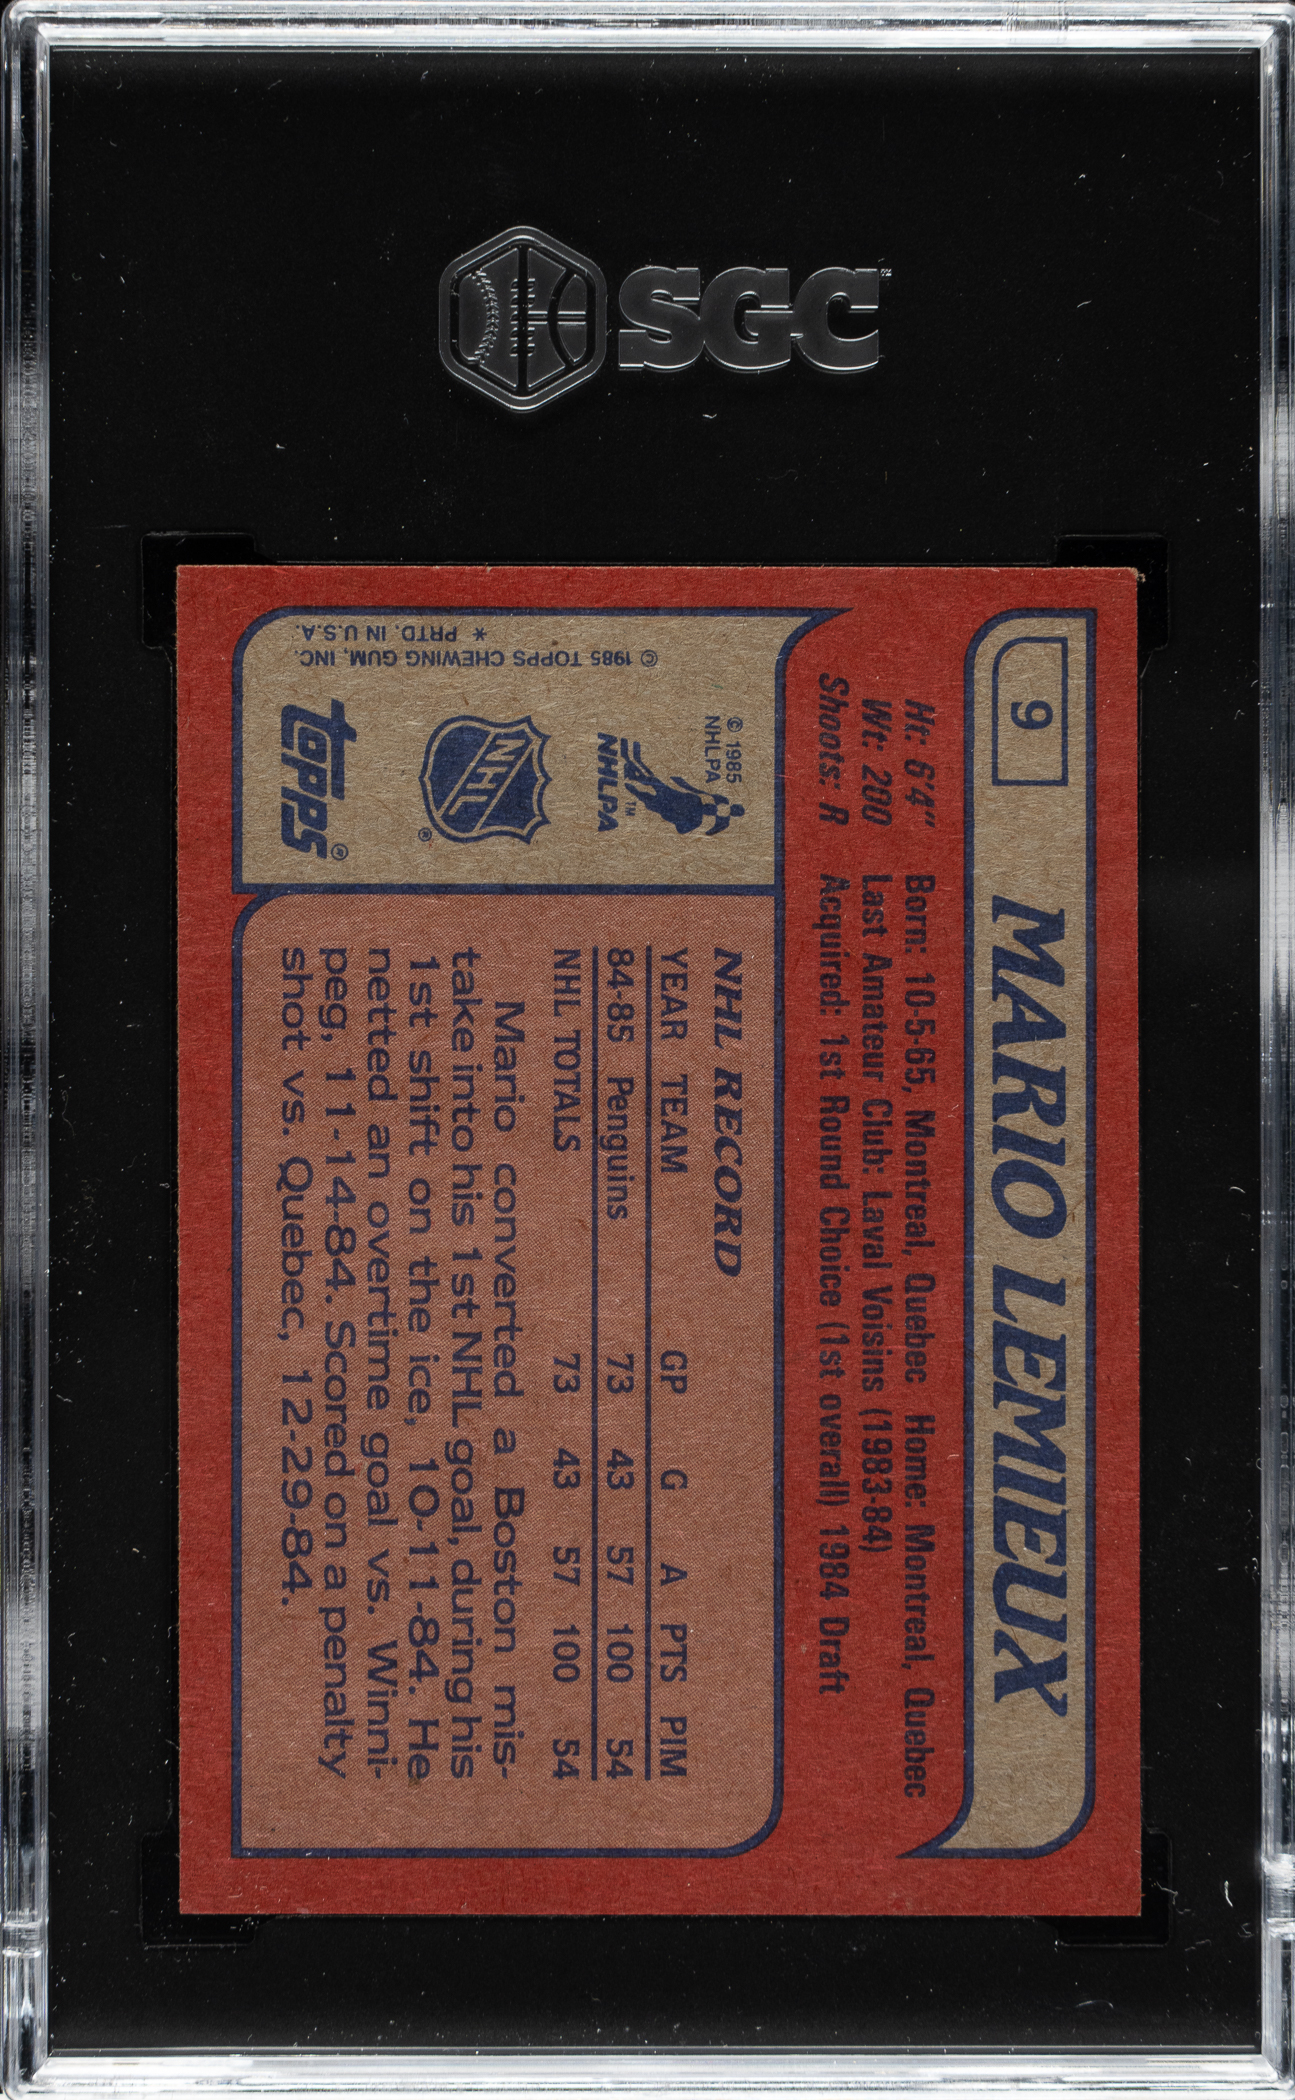 SGC™
9
MARIO LEMIEUX
Ht: 6'4" Born: 10-5-65, Montreal, Quebec Home: Montreal, Quebec
Wt: 200 Last Amateur Club: Laval Voisins (1983-84)
Shoots: R Acquired: 1st Round Choice (1st overall) 1984 Draft
© 1985
NHLPA
NHLPA™
NHL®
topps®
© 1985 TOPPS CHEWING GUM, INC.
* PRTD. IN U.S.A.
NHL RECORD
YEAR TEAM GP G A PTS PIM
84-85 Penguins 73 43 57 100 54
NHL TOTALS 73 43 57 100 54
Mario converted a Boston mis-
take into his 1st NHL goal, during his
1st shift on the ice, 10-11-84. He
netted an overtime goal vs. Winni-
peg, 11-14-84. Scored on a penalty
shot vs. Quebec, 12-29-84.